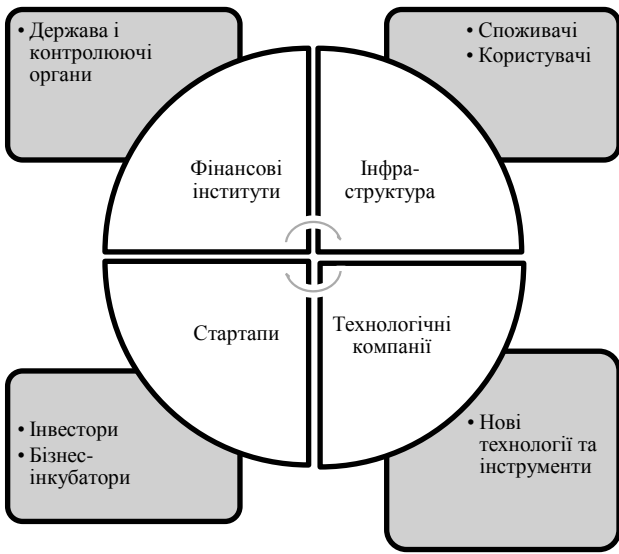 • Держава і
контролюючі
органи
• Споживачі
• Користувачі
Фінансові
інститути
Інфра-
структура
Стартапи
Технологічні
компанії
• Інвестори
• Бізнес-
інкубатори
• Нові
технології та
інструменти